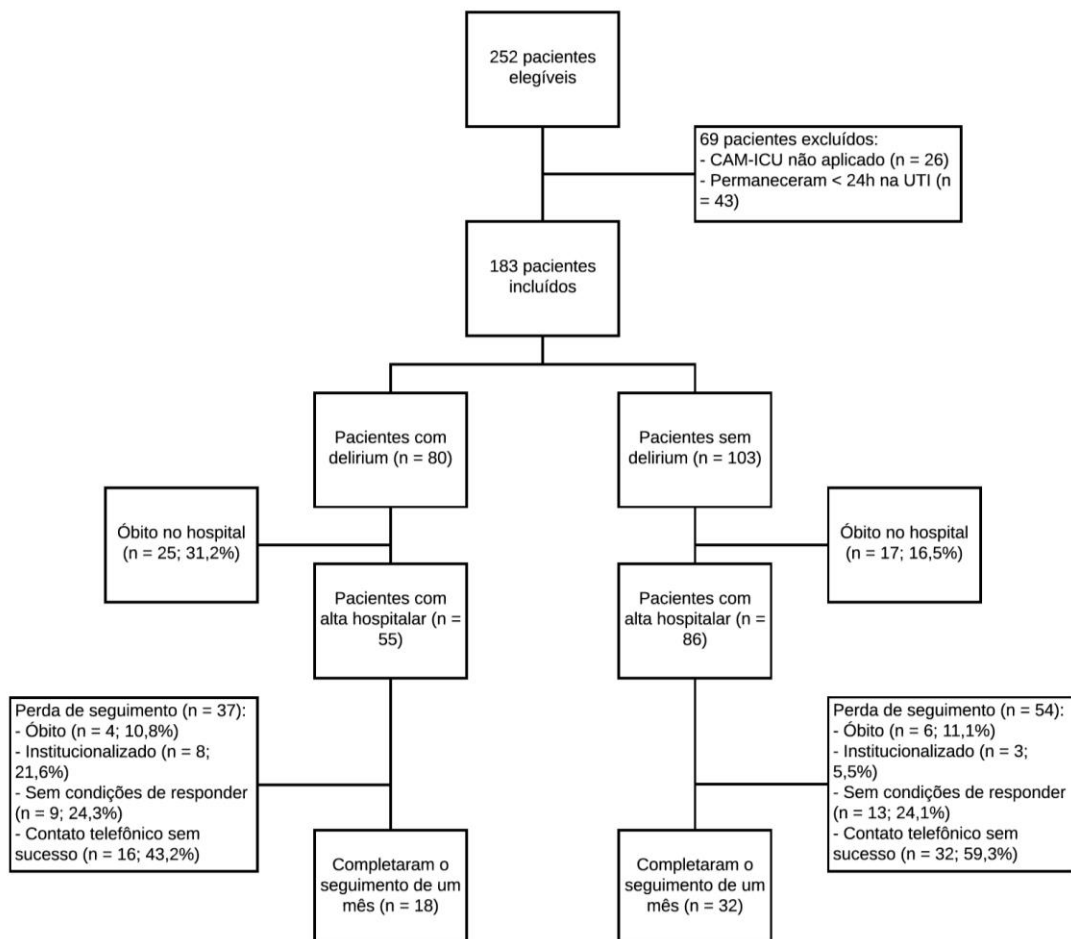 252 pacientes
elegíveis
69 pacientes excluídos:
- CAM-ICU não aplicado (n = 26)
- Permaneceram < 24h na UTI (n
= 43)
183 pacientes
incluídos
Pacientes com
delirium (n = 80)
Pacientes sem
delirium (n = 103)
Óbito no hospital
(n = 25; 31,2%)
Óbito no hospital
(n = 17; 16,5%)
Pacientes com
alta hospitalar (n =
55)
Pacientes com
alta hospitalar (n =
86)
Perda de seguimento (n = 37):
- Óbito (n = 4; 10,8%)
- Institucionalizado (n = 8;
21,6%)
- Sem condições de responder
(n = 9; 24,3%)
- Contato telefônico sem
sucesso (n = 16; 43,2%)
Perda de seguimento (n = 54):
- Óbito (n = 6; 11,1%)
- Institucionalizado (n = 3;
5,5%)
- Sem condições de responder
(n = 13; 24,1%)
- Contato telefônico sem
sucesso (n = 32; 59,3%)
Completaram o
seguimento de um
mês (n = 18)
Completaram o
seguimento de um
mês (n = 32)